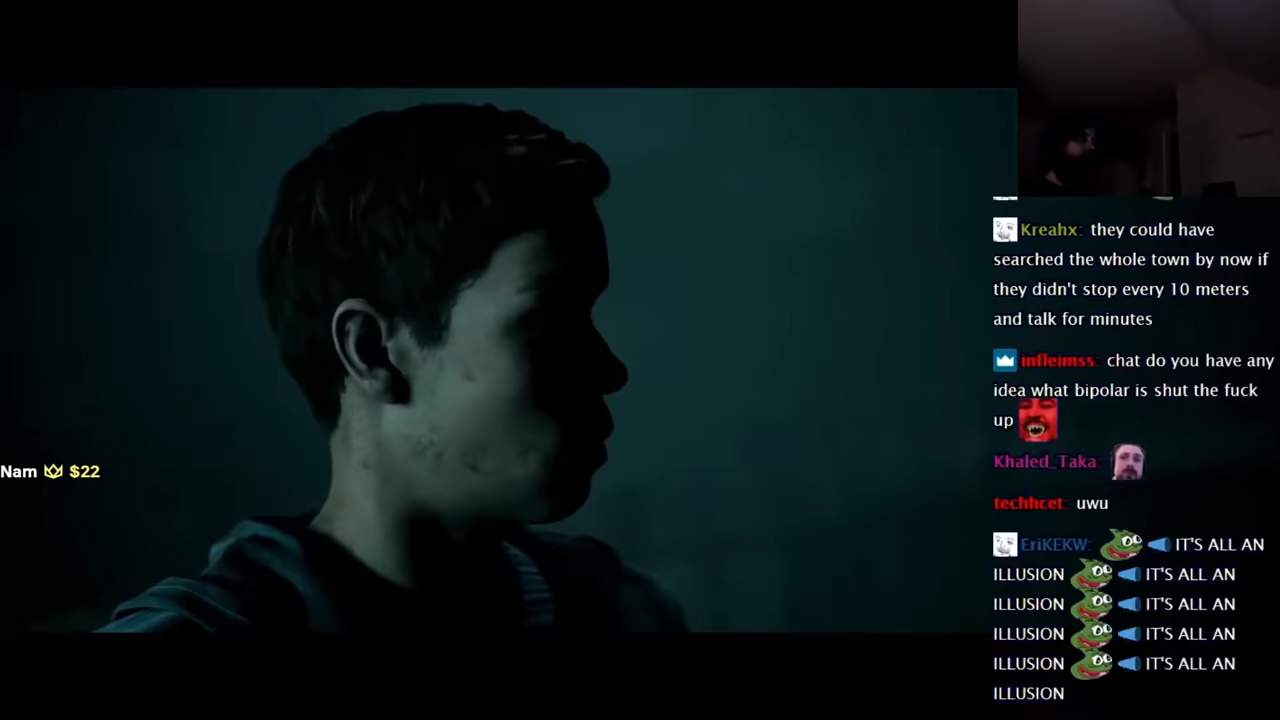 Kreahx: they could have
searched the whole town by now if
they didn't stop every 10 meters
and talk for minutes
infleimss: chat do you have any
idea what bipolar is shut the fuck
up
Khaled_Taka:
Nam $22
techhcet: uwu
EriKEKW: IT'S ALL AN
ILLUSION IT'S ALL AN
ILLUSION IT'S ALL AN
ILLUSION IT'S ALL AN
ILLUSION IT'S ALL AN
ILLUSION